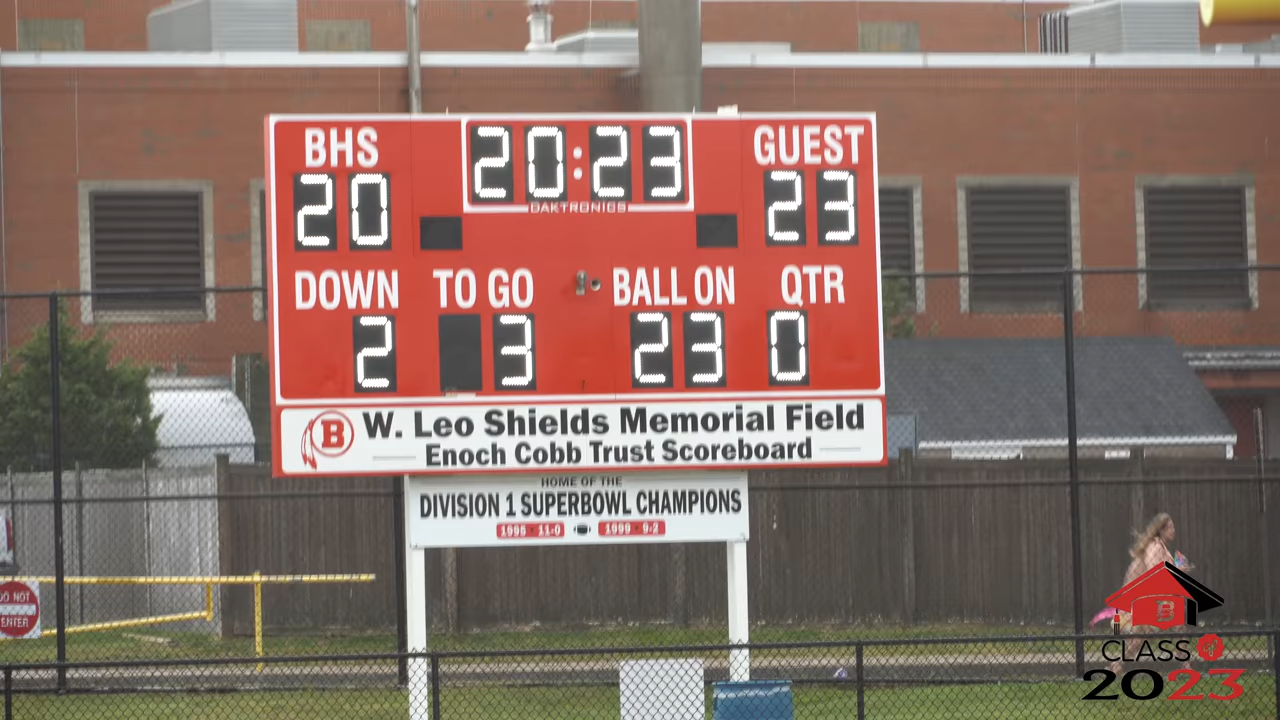 BHS 20:23 GUEST
20 DAKTRONICS 23
DOWN TO GO BALL ON QTR
2 3 23 0
B W. Leo Shields Memorial Field
Enoch Cobb Trust Scoreboard
HOME OF THE
DIVISION 1 SUPERBOWL CHAMPIONS
1995 11-0 1999 9-2
DO NOT
ENTER
B
CLASS of
2023